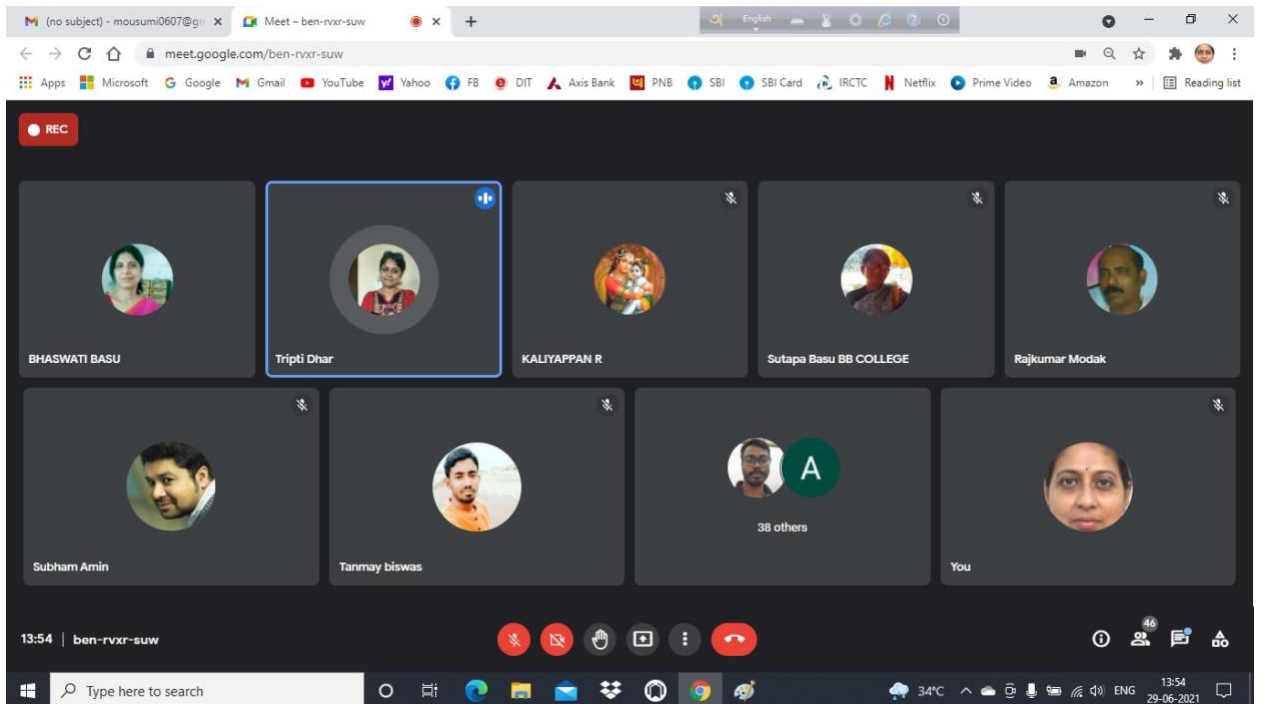 (no subject) - mousumi0607@gm
Meet – ben-rvxr-suw
English
meet.google.com/ben-rvxr-suw
Apps Microsoft Google Gmail YouTube Yahoo FB DIT Axis Bank PNB SBI SBI Card IRCTC Netflix Prime Video Amazon » Reading list
REC
BHASWATI BASU
Tripti Dhar
KALIYAPPAN R
Sutapa Basu BB COLLEGE
Rajkumar Modak
A
38 others
Subham Amin
Tanmay biswas
You
13:54 | ben-rvxr-suw
46
Type here to search
34°C ENG
13:54
29-06-2021